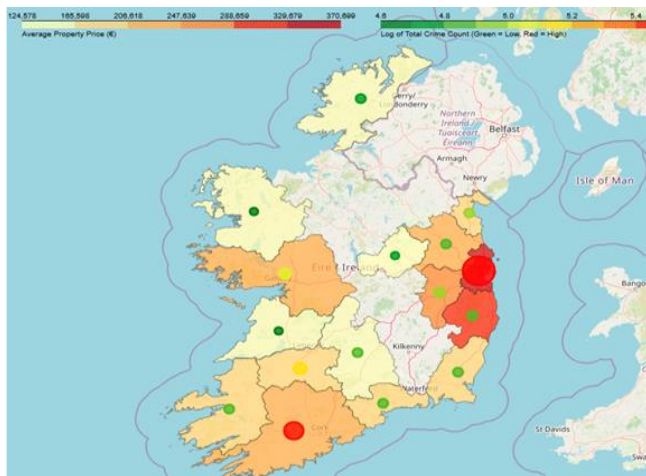 124,578 165,598 206,618 247,639 288,659 329,679 370,699
Average Property Price (€)
4.6 4.8 5.0 5.2 5.4
Log of Total Crime Count (Green = Low, Red = High)
Londonderry
Northern
Ireland /
Tuaisceart
Éireann
Belfast
Armagh
Newry
Isle of Man
Éire / Ireland
Kilkenny
Waterford
Cork
St Davids